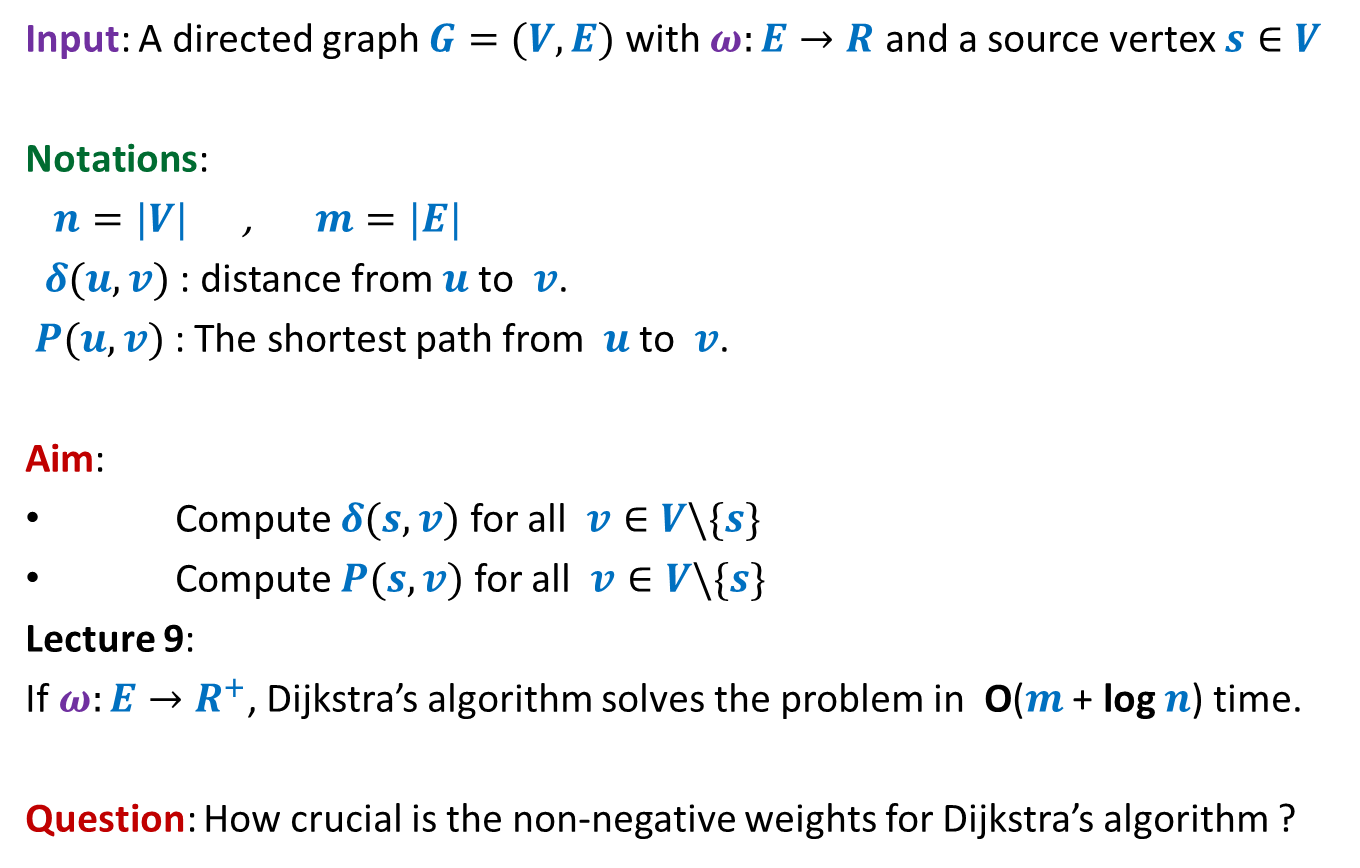 Input: A directed graph G = (V, E) with ω: E → R and a source vertex s ∈ V
Notations:
n = |V| , m = |E|
δ(u, v) : distance from u to v.
P(u, v) : The shortest path from u to v.
Aim:
• Compute δ(s, v) for all v ∈ V\{s}
• Compute P(s, v) for all v ∈ V\{s}
Lecture 9:
If ω: E → R⁺, Dijkstra’s algorithm solves the problem in O(m + log n) time.
Question: How crucial is the non-negative weights for Dijkstra’s algorithm ?